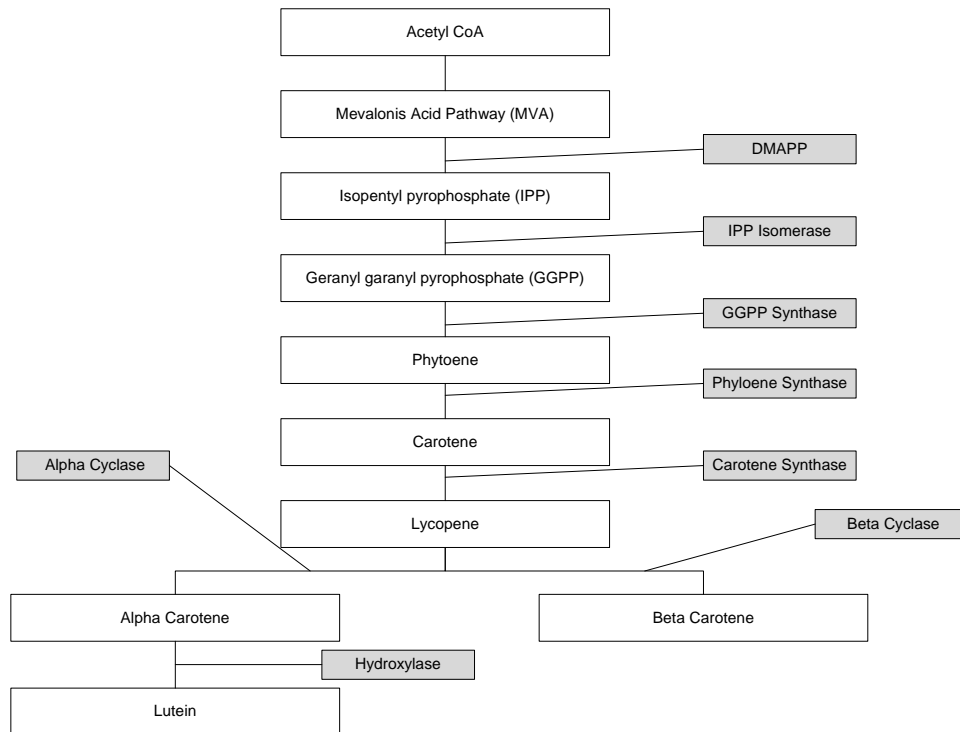 Acetyl CoA
Mevalonis Acid Pathway (MVA)
DMAPP
Isopentyl pyrophosphate (IPP)
IPP Isomerase
Geranyl garanyl pyrophosphate (GGPP)
GGPP Synthase
Phytoene
Phyloene Synthase
Carotene
Alpha Cyclase
Carotene Synthase
Lycopene
Beta Cyclase
Alpha Carotene
Beta Carotene
Hydroxylase
Lutein